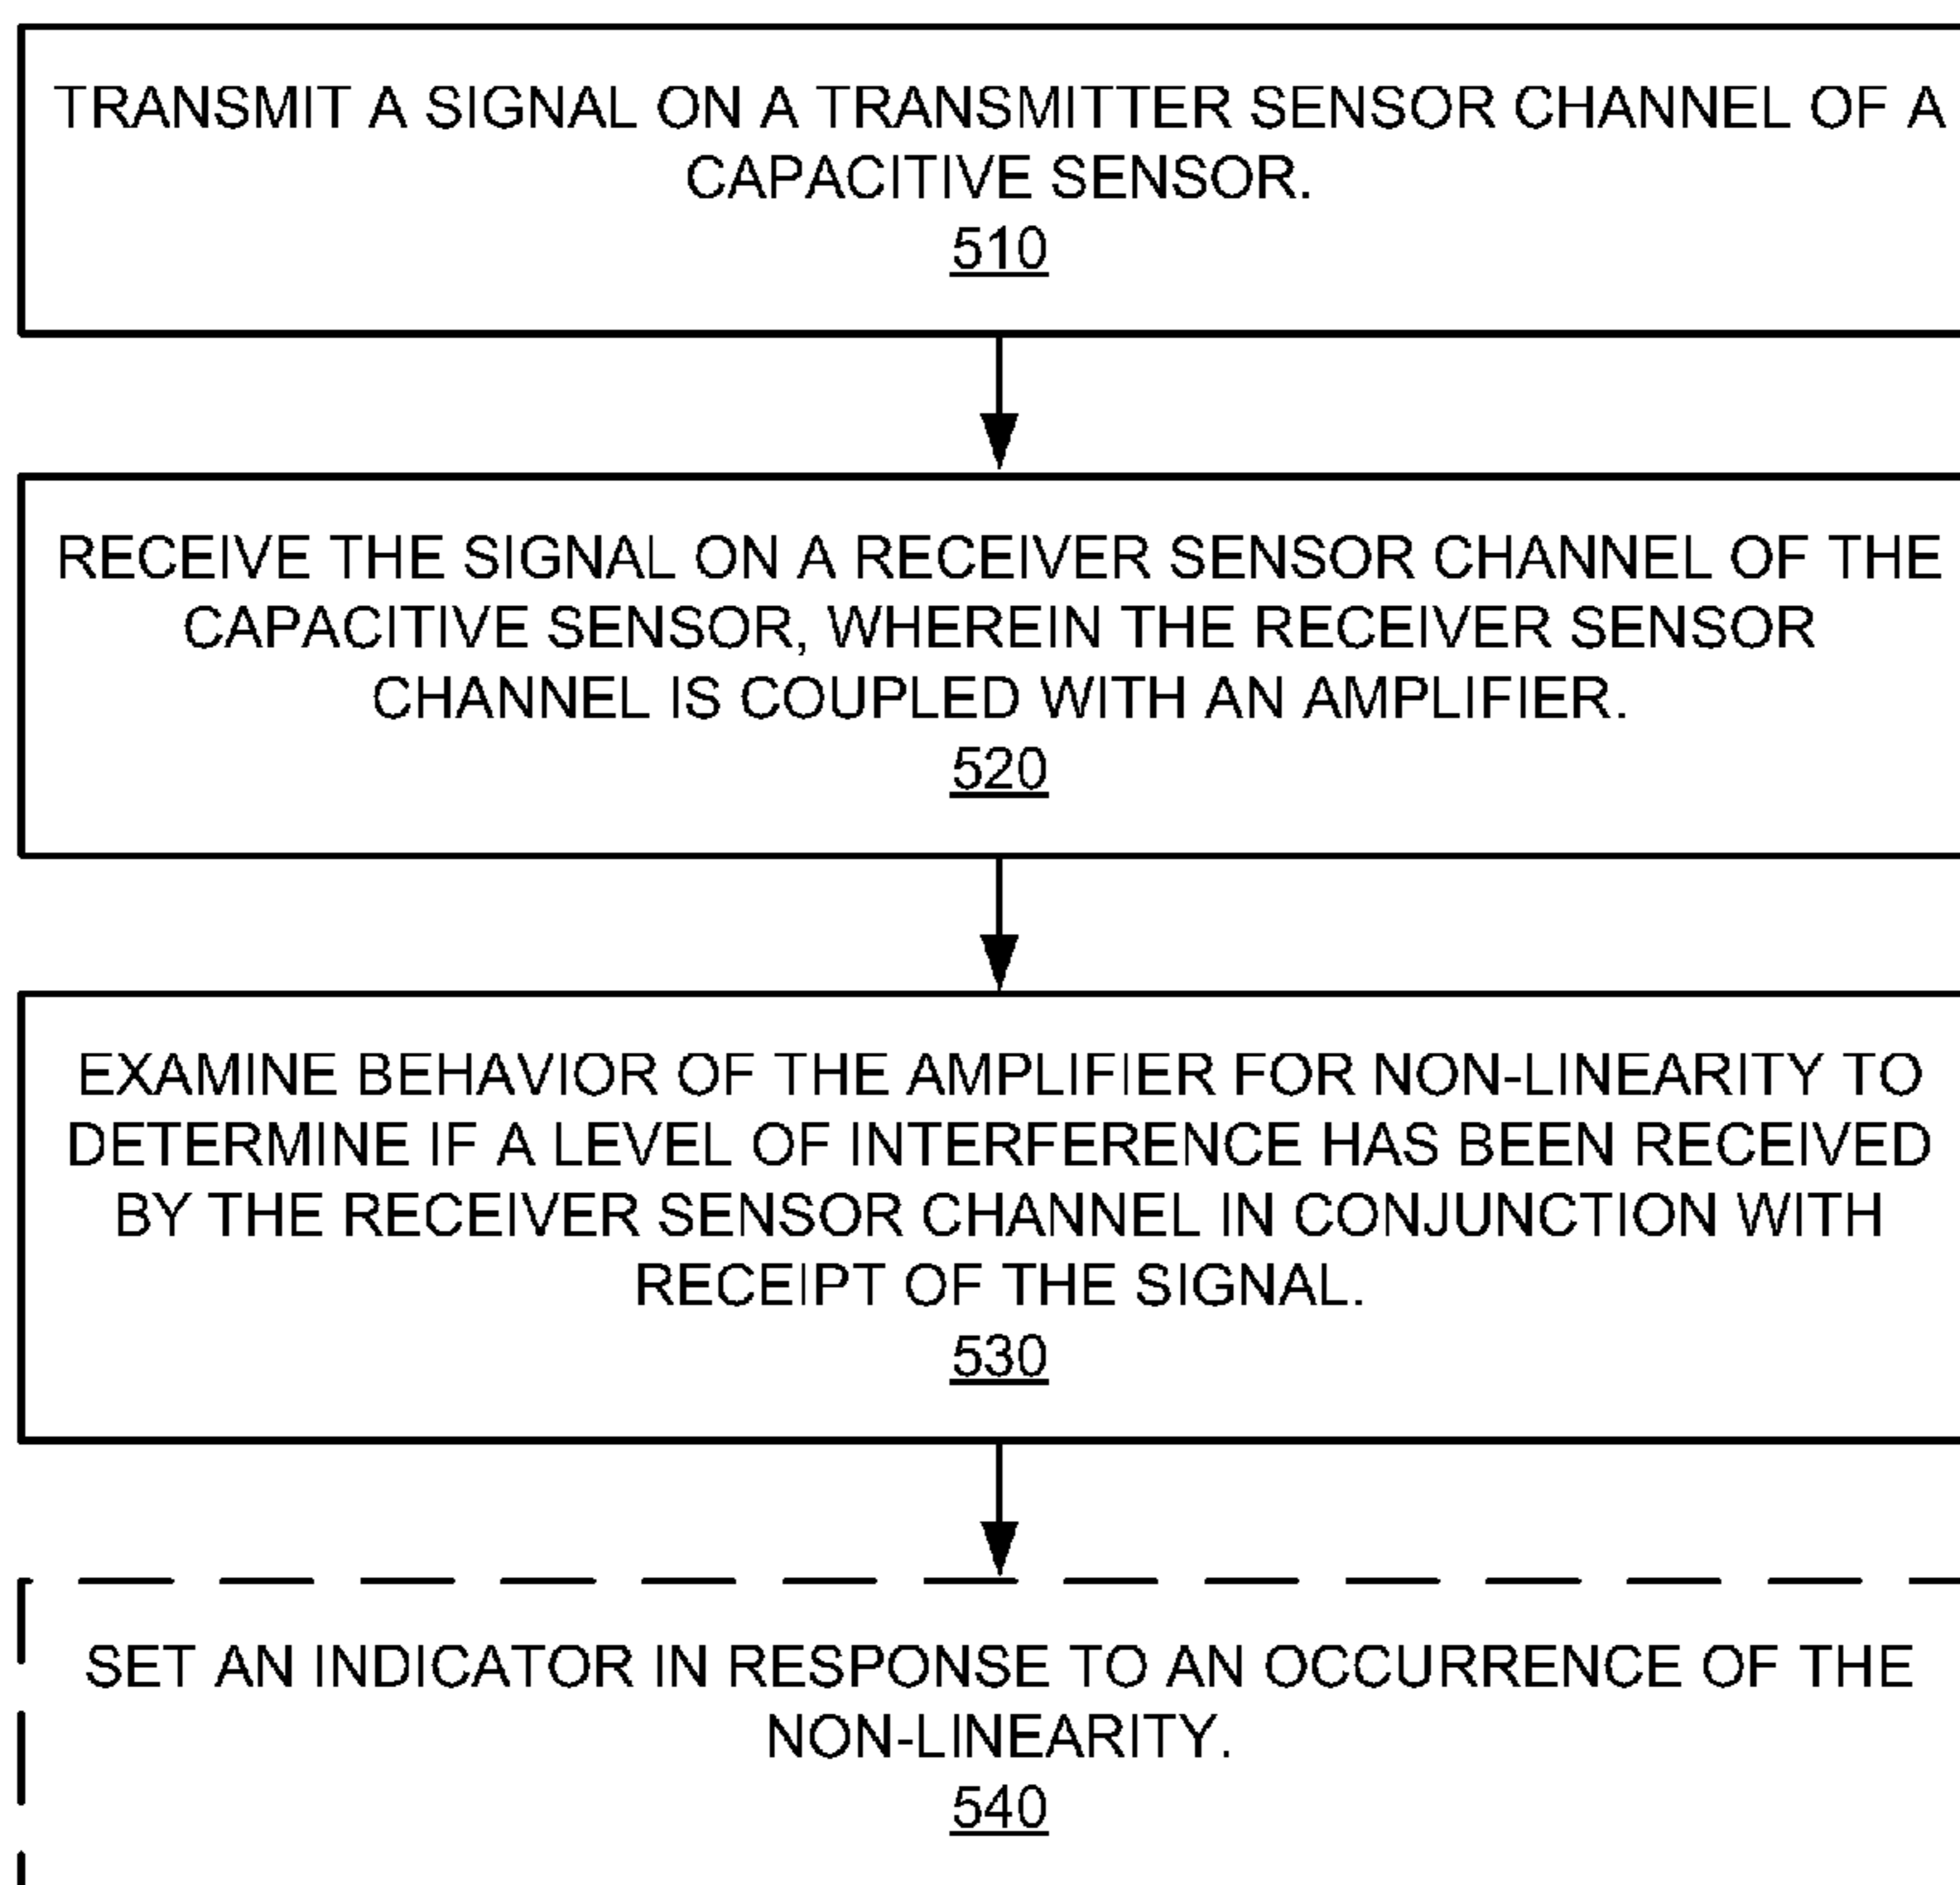 TRANSMIT A SIGNAL ON A TRANSMITTER SENSOR CHANNEL OF A
CAPACITIVE SENSOR.
510
RECEIVE THE SIGNAL ON A RECEIVER SENSOR CHANNEL OF THE
CAPACITIVE SENSOR, WHEREIN THE RECEIVER SENSOR
CHANNEL IS COUPLED WITH AN AMPLIFIER.
520
EXAMINE BEHAVIOR OF THE AMPLIFIER FOR NON-LINEARITY TO
DETERMINE IF A LEVEL OF INTERFERENCE HAS BEEN RECEIVED
BY THE RECEIVER SENSOR CHANNEL IN CONJUNCTION WITH
RECEIPT OF THE SIGNAL.
530
SET AN INDICATOR IN RESPONSE TO AN OCCURRENCE OF THE
NON-LINEARITY.
540